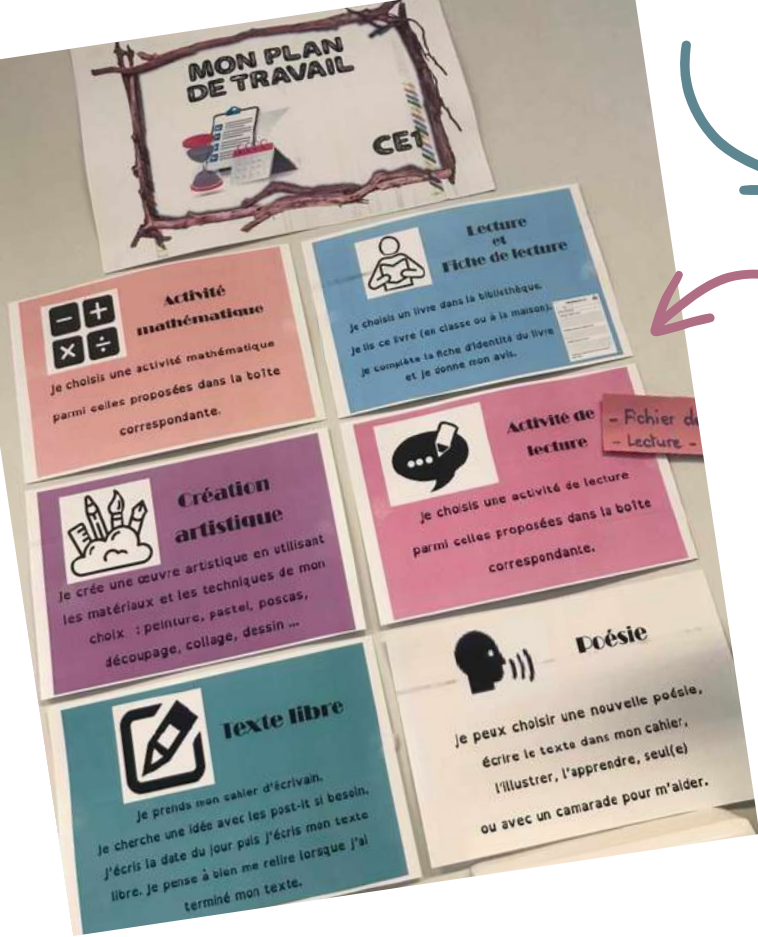 MON PLAN
DE TRAVAIL
CE1
Activité
mathématique
Je choisis une activité mathématique
parmi celles proposées dans la boîte
correspondante.
Lecture
et
Fiche de lecture
Je choisis un livre dans la bibliothèque.
Je lis ce livre (en classe ou à la maison).
Je complète la fiche d'identité du livre
et je donne mon avis.
Création
artistique
Je crée une œuvre artistique en utilisant
les matériaux et les techniques de mon
choix : peinture, pastel, poscas,
découpage, collage, dessin ...
Activité de
lecture
Je choisis une activité de lecture
parmi celles proposées dans la boîte
correspondante.
- Fichier
- Lecture -
Texte libre
Je prends mon cahier d'écrivain.
Je cherche une idée avec les post-it si besoin.
J'écris la date du jour puis j'écris mon texte
libre. Je pense à bien me relire lorsque j'ai
terminé mon texte.
Poésie
Je peux choisir une nouvelle poésie,
écrire le texte dans mon cahier,
l'illustrer, l'apprendre, seul(e)
ou avec un camarade pour m'aider.